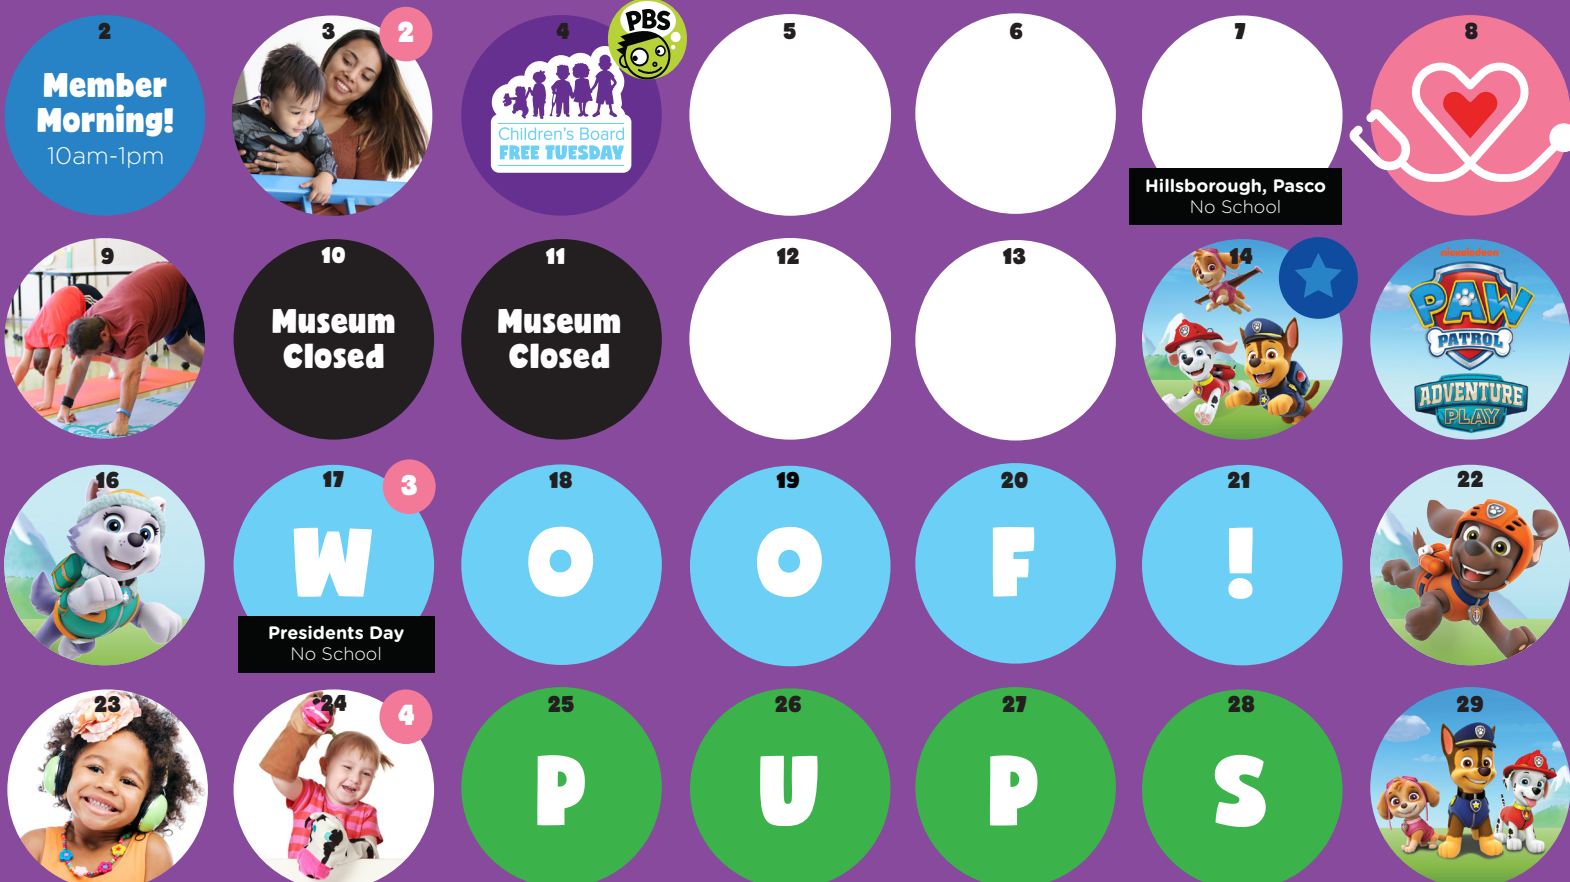 2
Member
Morning!
10am-1pm
3
2
4
PBS
Children's Board
FREE TUESDAY
5
6
7
Hillsborough, Pasco
No School
8
9
10
Museum
Closed
11
Museum
Closed
12
13
14
nickelodeon
PAW
PATROL
ADVENTURE
PLAY
16
17
3
W
Presidents Day
No School
18
O
19
O
20
F
21
!
22
23
24
4
25
P
26
U
27
P
28
S
29